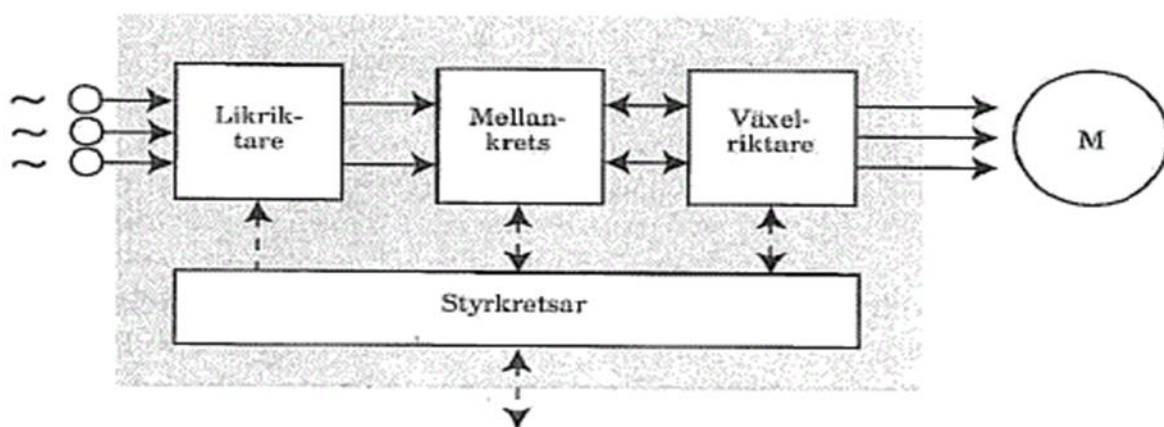 ~
~
~
Likrik-
tare
Mellan-
krets
Växel-
riktare
M
Styrkretsar